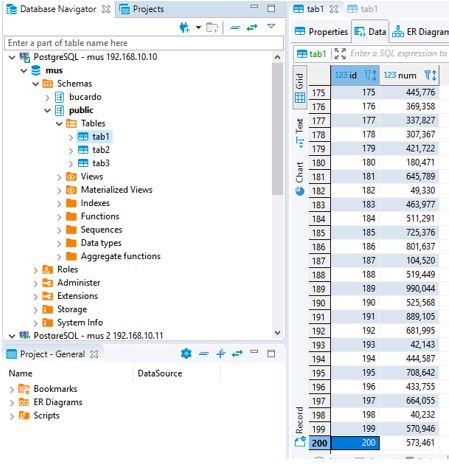 Database Navigator
Projects
Enter a part of table name here
PostgreSQL - mus 192.168.10.10
mus
Schemas
bucardo
public
Tables
tab1
tab2
tab3
Views
Materialized Views
Indexes
Functions
Sequences
Data types
Aggregate functions
Roles
Administer
Extensions
Storage
System Info
PostgreSQL - mus 2 192.168.10.11
Project - General
Name DataSource
Bookmarks
ER Diagrams
Scripts
tab1 tab1
Properties Data ER Diagrams
tab1 Enter a SQL expression to
Grid
Text
Chart
Record
123 id 123 num
175 175 445,776
176 176 369,358
177 177 337,827
178 178 307,367
179 179 421,722
180 180 180,471
181 181 645,789
182 182 49,330
183 183 463,977
184 184 511,291
185 185 725,376
186 186 801,637
187 187 104,520
188 188 519,449
189 189 990,044
190 190 525,568
191 191 889,105
192 192 681,995
193 193 42,143
194 194 444,587
195 195 708,642
196 196 433,755
197 197 664,055
198 198 40,232
199 199 570,946
200 200 573,461